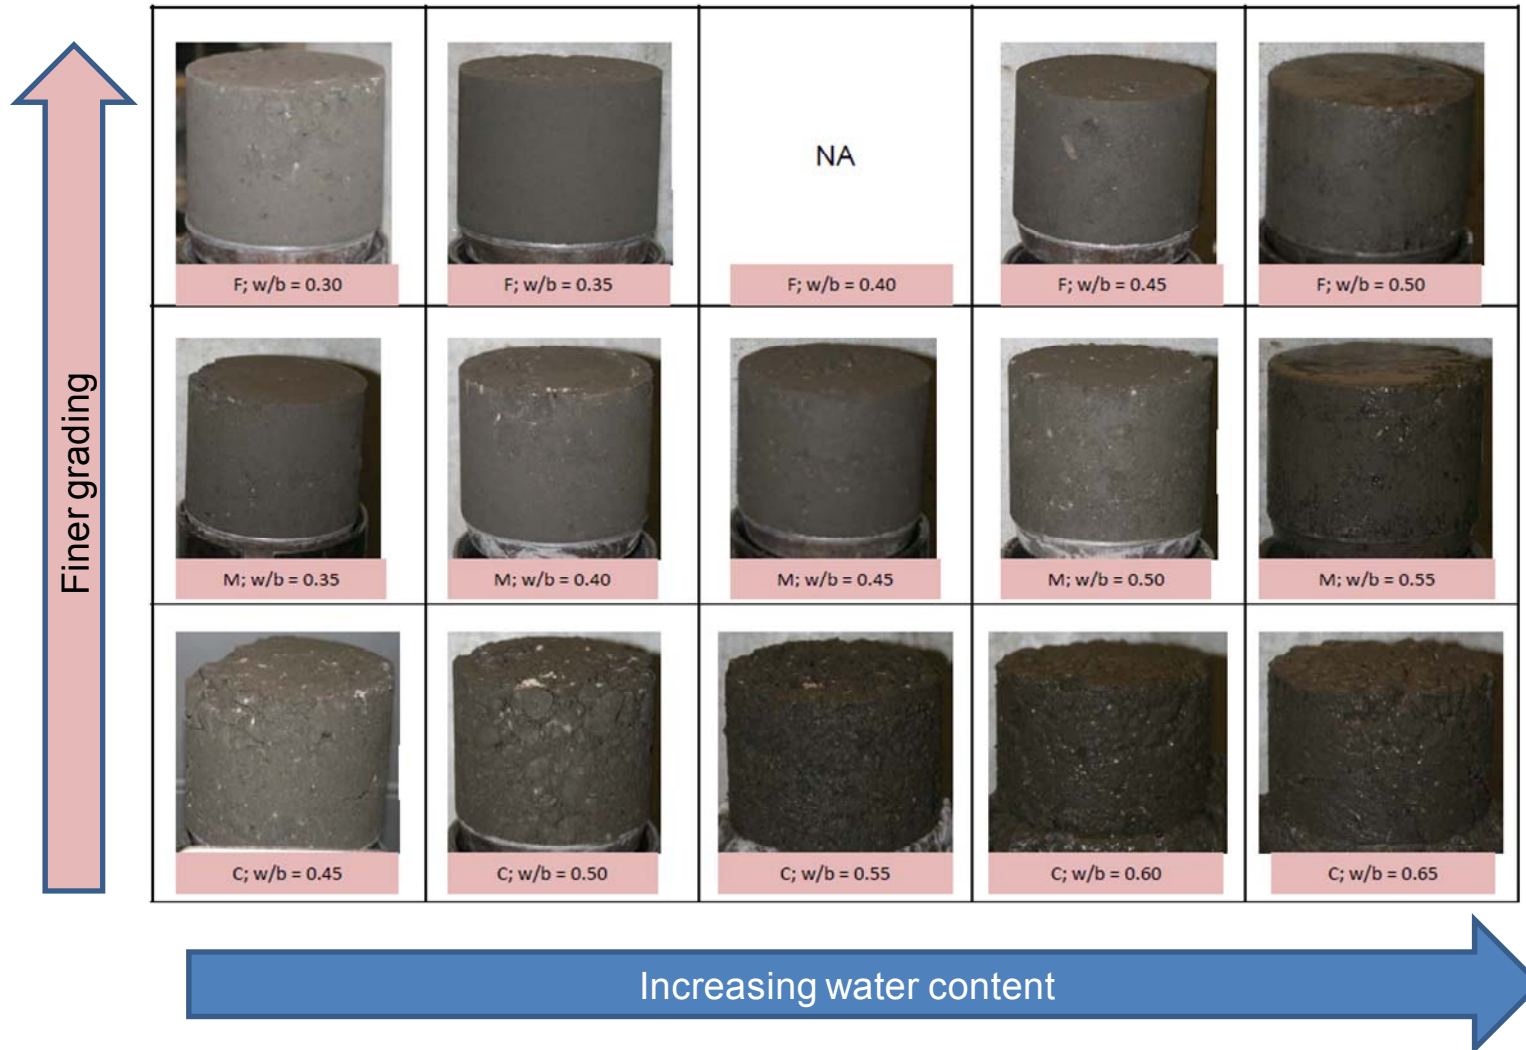 NA
F; w/b = 0.30
F; w/b = 0.35
F; w/b = 0.40
F; w/b = 0.45
F; w/b = 0.50
Finer grading
M; w/b = 0.35
M; w/b = 0.40
M; w/b = 0.45
M; w/b = 0.50
M; w/b = 0.55
C; w/b = 0.45
C; w/b = 0.50
C; w/b = 0.55
C; w/b = 0.60
C; w/b = 0.65
Increasing water content